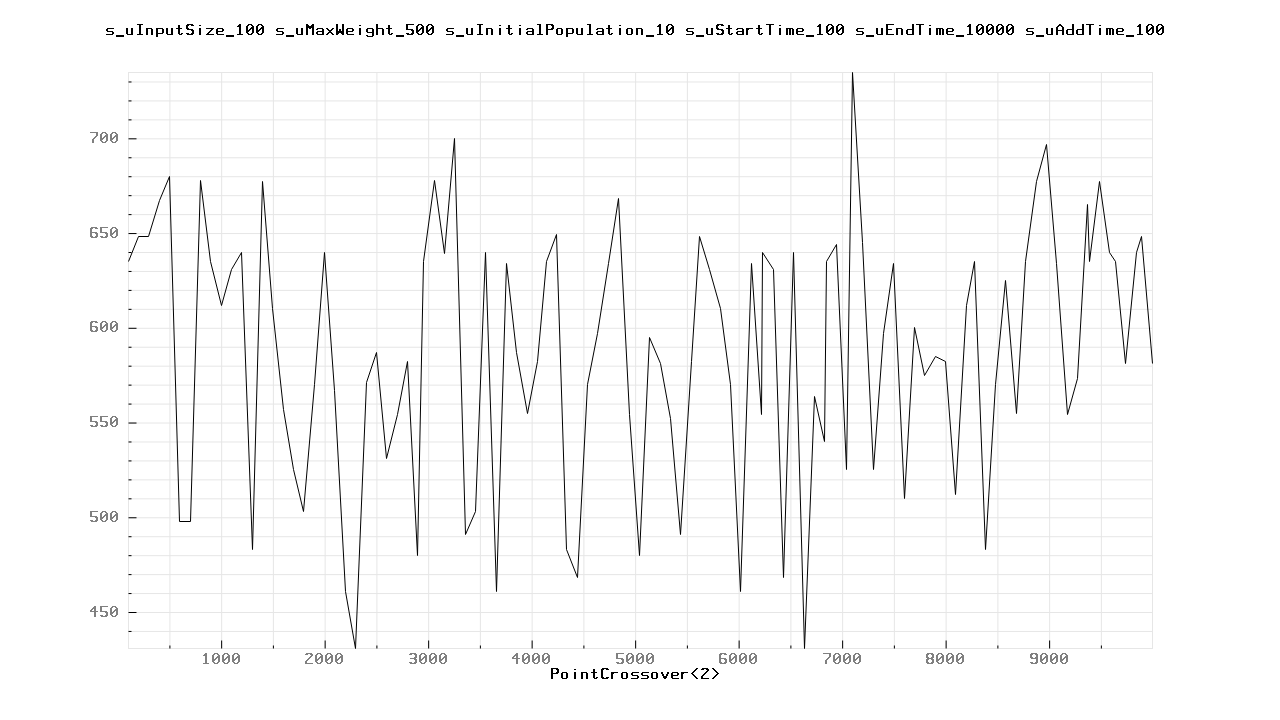 s_uInputSize_100 s_uMaxWeight_500 s_uInitialPopulation_10 s_uStartTime_100 s_uEndTime_10000 s_uAddTime_100
700
650
600
550
500
450
1000 2000 3000 4000 5000 6000 7000 8000 9000
PointCrossover<2>